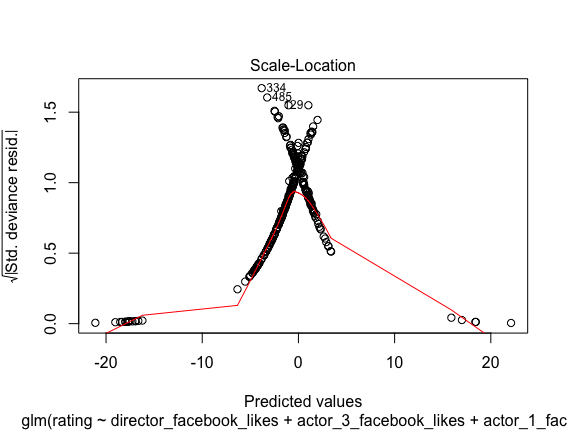 Scale-Location
334
485
129
1.5
1.0
0.5
0.0
√|Std. deviance resid.|
-20 -10 0 10 20
Predicted values
glm(rating ~ director_facebook_likes + actor_3_facebook_likes + actor_1_fac